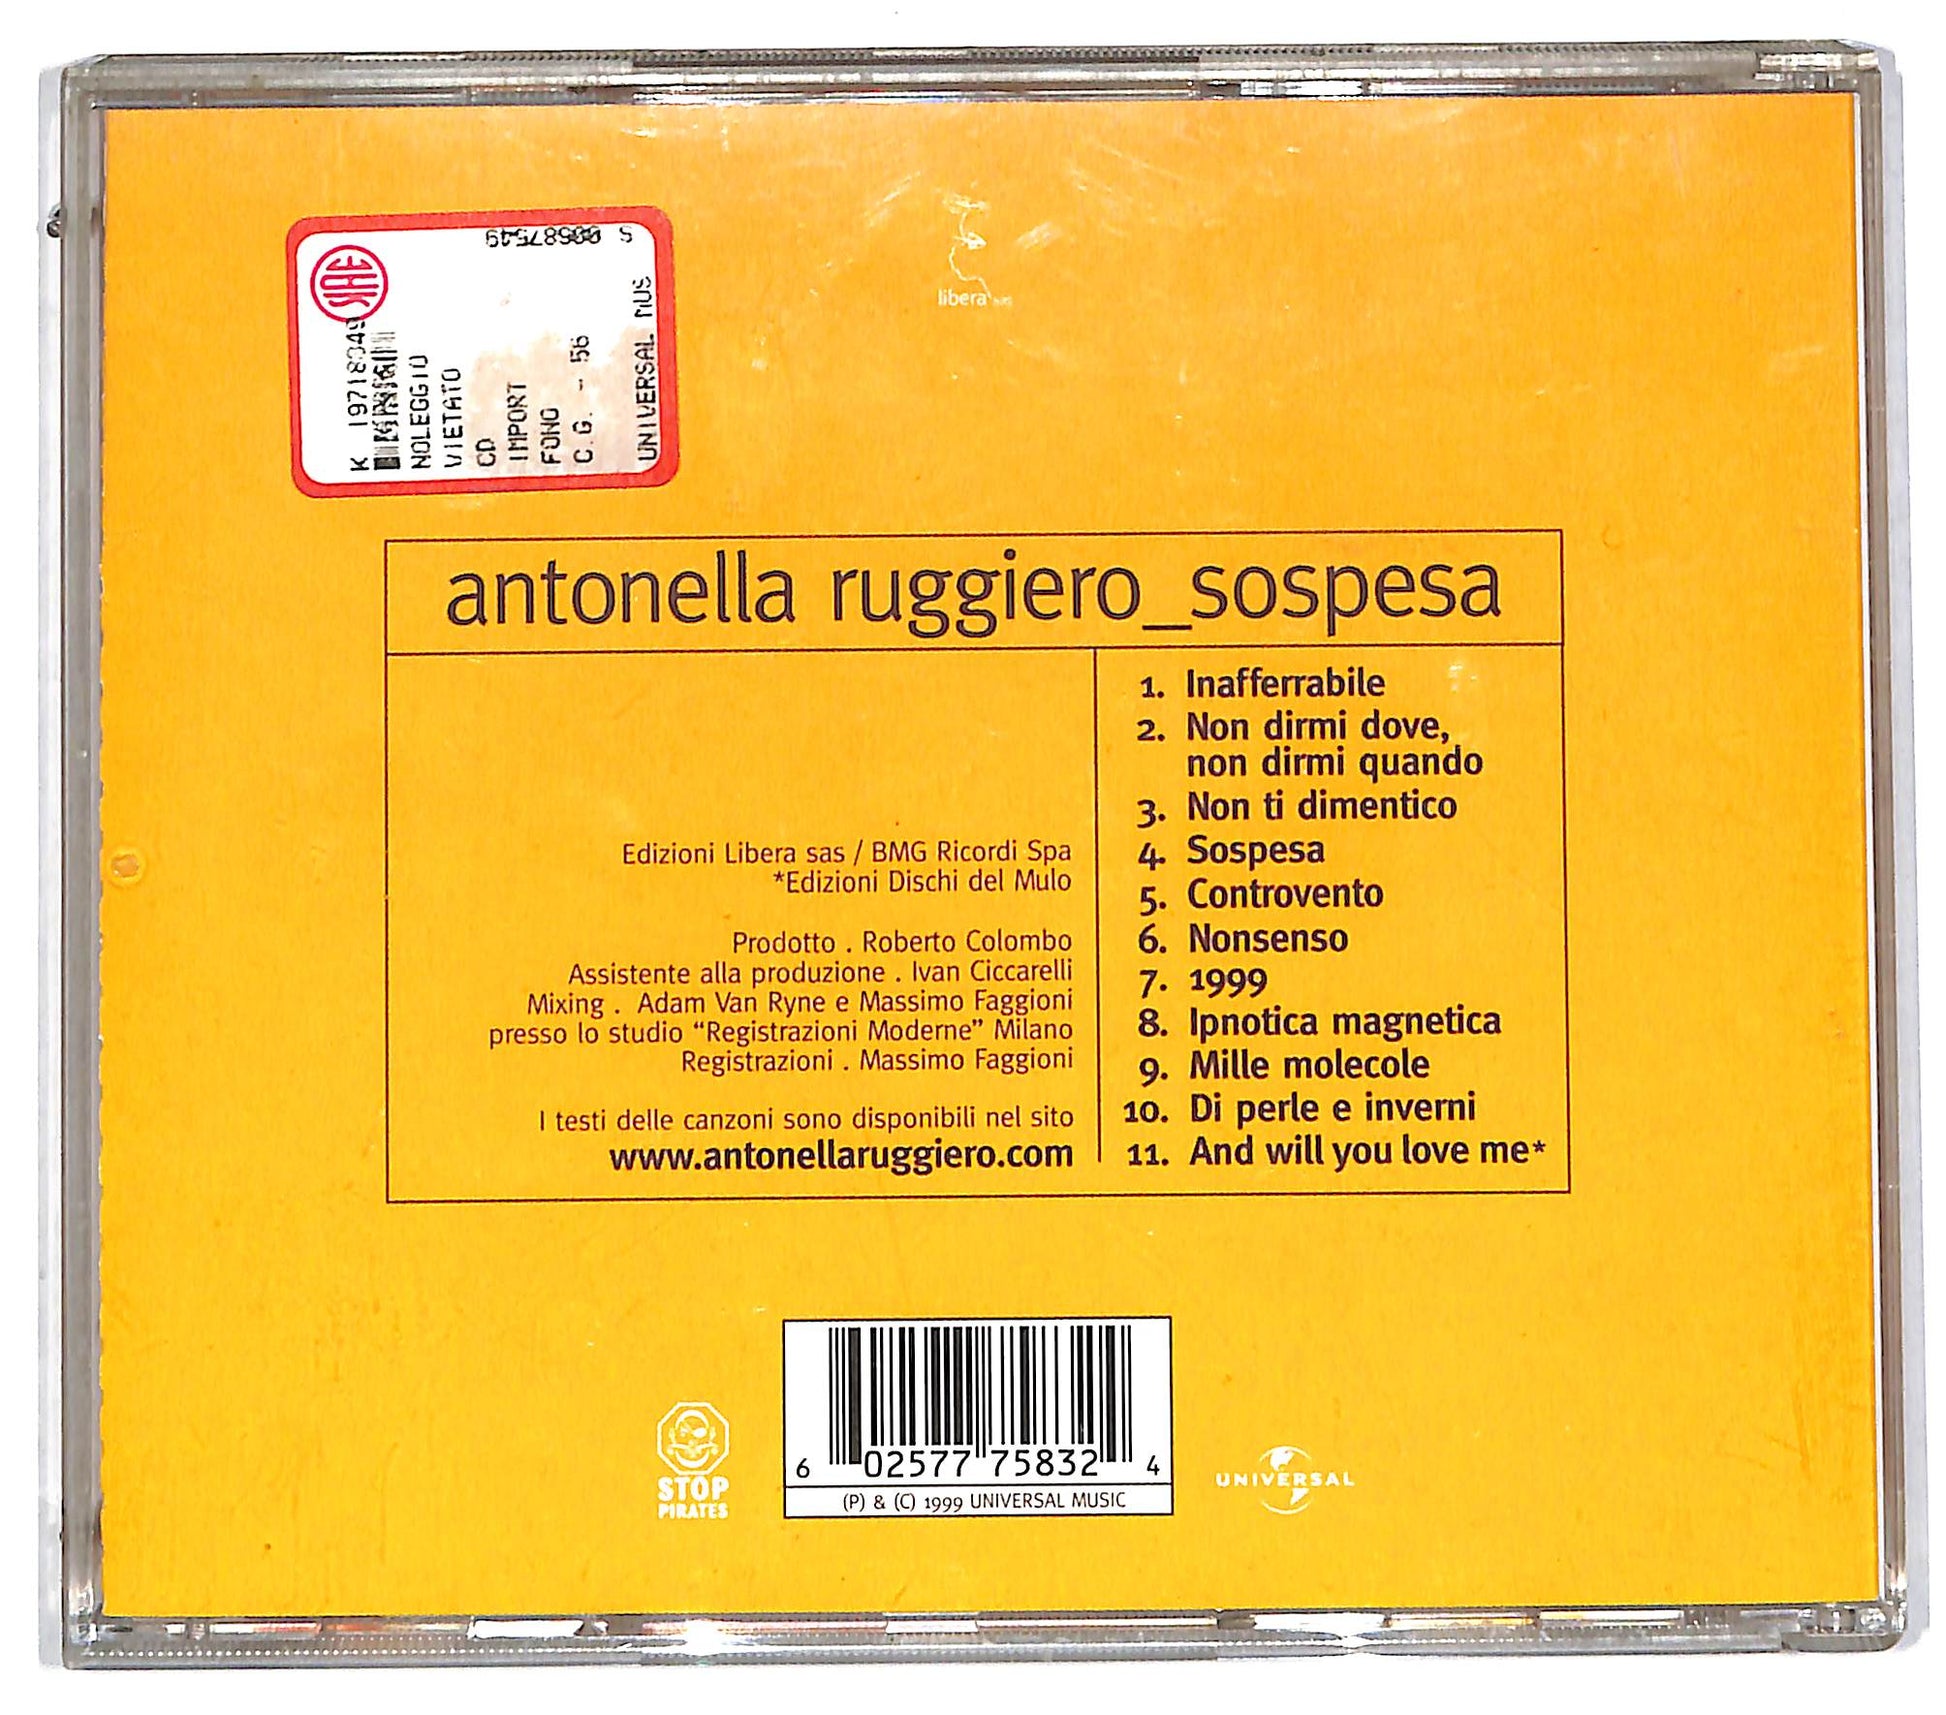 S 00687549
SIAE
K 19718349
NOLEGGIO
VIETATO
CD
IMPORT
FONO
C.G. - 56
UNIVERSAL MUS
libera
antonella ruggiero_sospesa
Edizioni Libera sas / BMG Ricordi Spa
*Edizioni Dischi del Mulo
Prodotto . Roberto Colombo
Assistente alla produzione . Ivan Ciccarelli
Mixing . Adam Van Ryne e Massimo Faggioni
presso lo studio “Registrazioni Moderne” Milano
Registrazioni . Massimo Faggioni
I testi delle canzoni sono disponibili nel sito
www.antonellaruggiero.com
1. Inafferrabile
2. Non dirmi dove,
non dirmi quando
3. Non ti dimentico
4. Sospesa
5. Controvento
6. Nonsenso
7. 1999
8. Ipnotica magnetica
9. Mille molecole
10. Di perle e inverni
11. And will you love me*
STOP
PIRATES
6 02577 75832 4
(P) & (C) 1999 UNIVERSAL MUSIC
UNIVERSAL